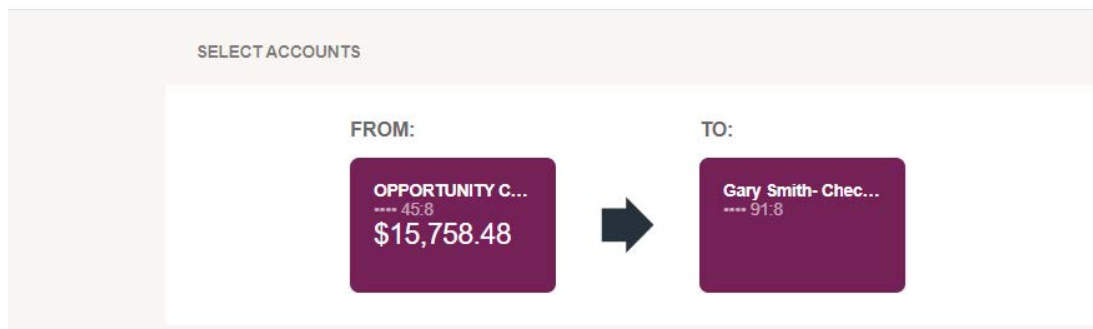 SELECT ACCOUNTS
FROM:
TO:
OPPORTUNITY C...
•••• 45:8
$15,758.48
Gary Smith- Chec...
•••• 91:8